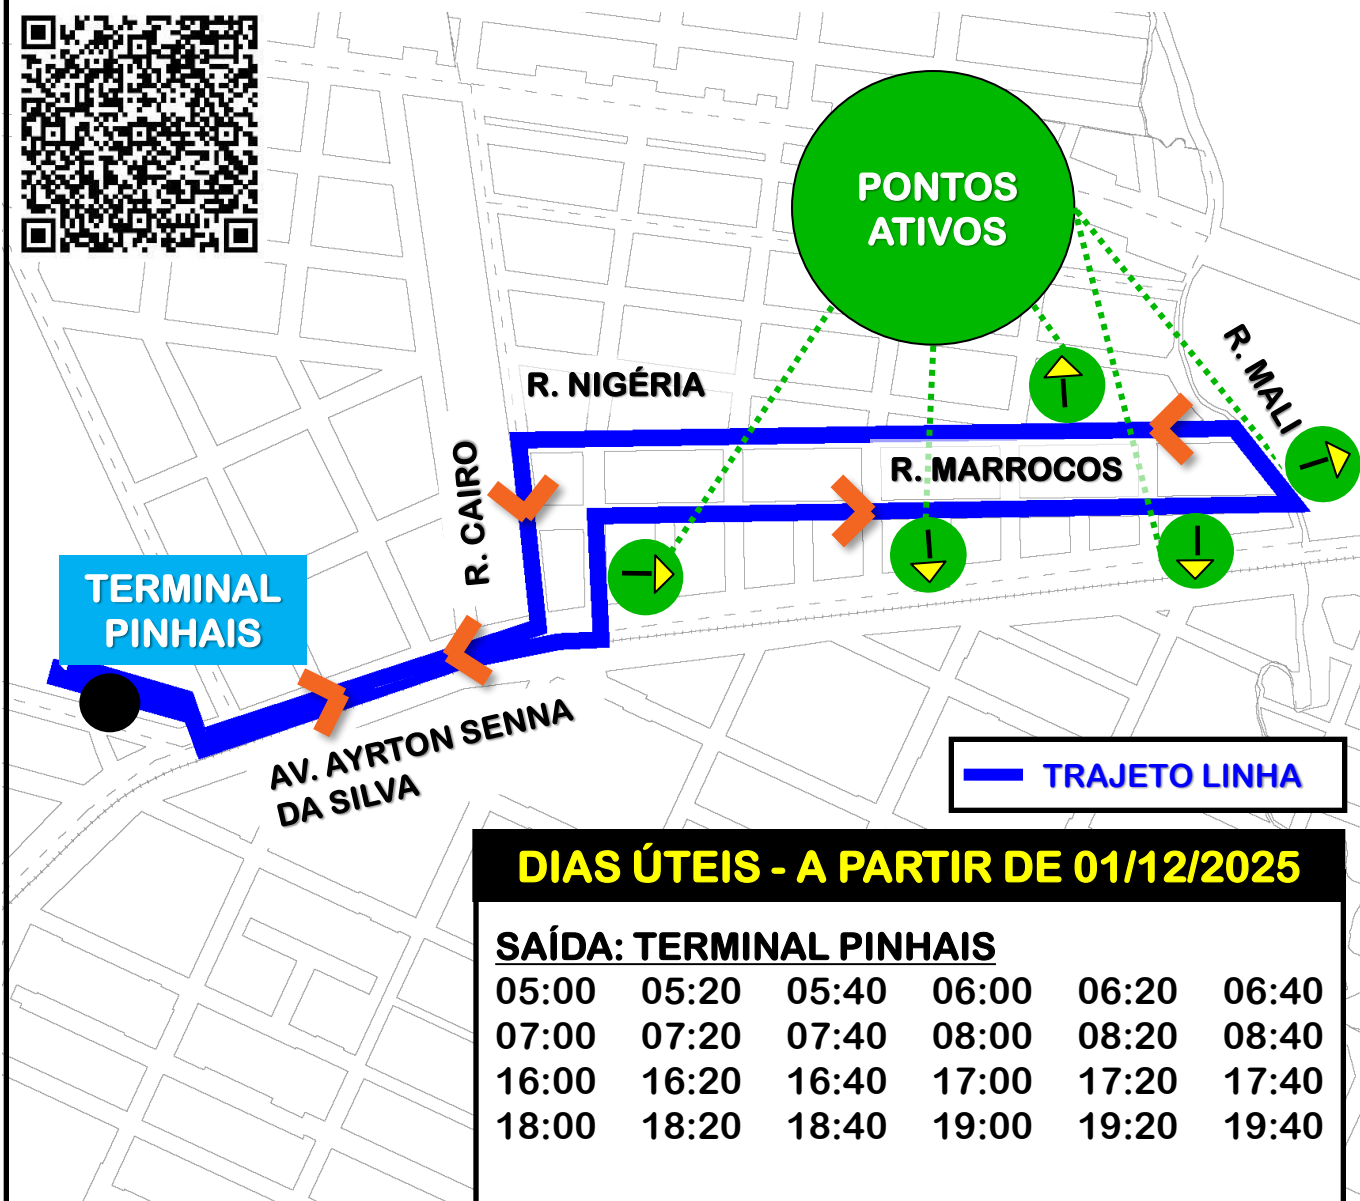 PONTOS
ATIVOS
R. MALI
R. NIGÉRIA
R. MARROCOS
R. CAIRO
TERMINAL
PINHAIS
AV. AYRTON SENNA
DA SILVA
TRAJETO LINHA
DIAS ÚTEIS - A PARTIR DE 01/12/2025
SAÍDA: TERMINAL PINHAIS
05:00 05:20 05:40 06:00 06:20 06:40
07:00 07:20 07:40 08:00 08:20 08:40
16:00 16:20 16:40 17:00 17:20 17:40
18:00 18:20 18:40 19:00 19:20 19:40